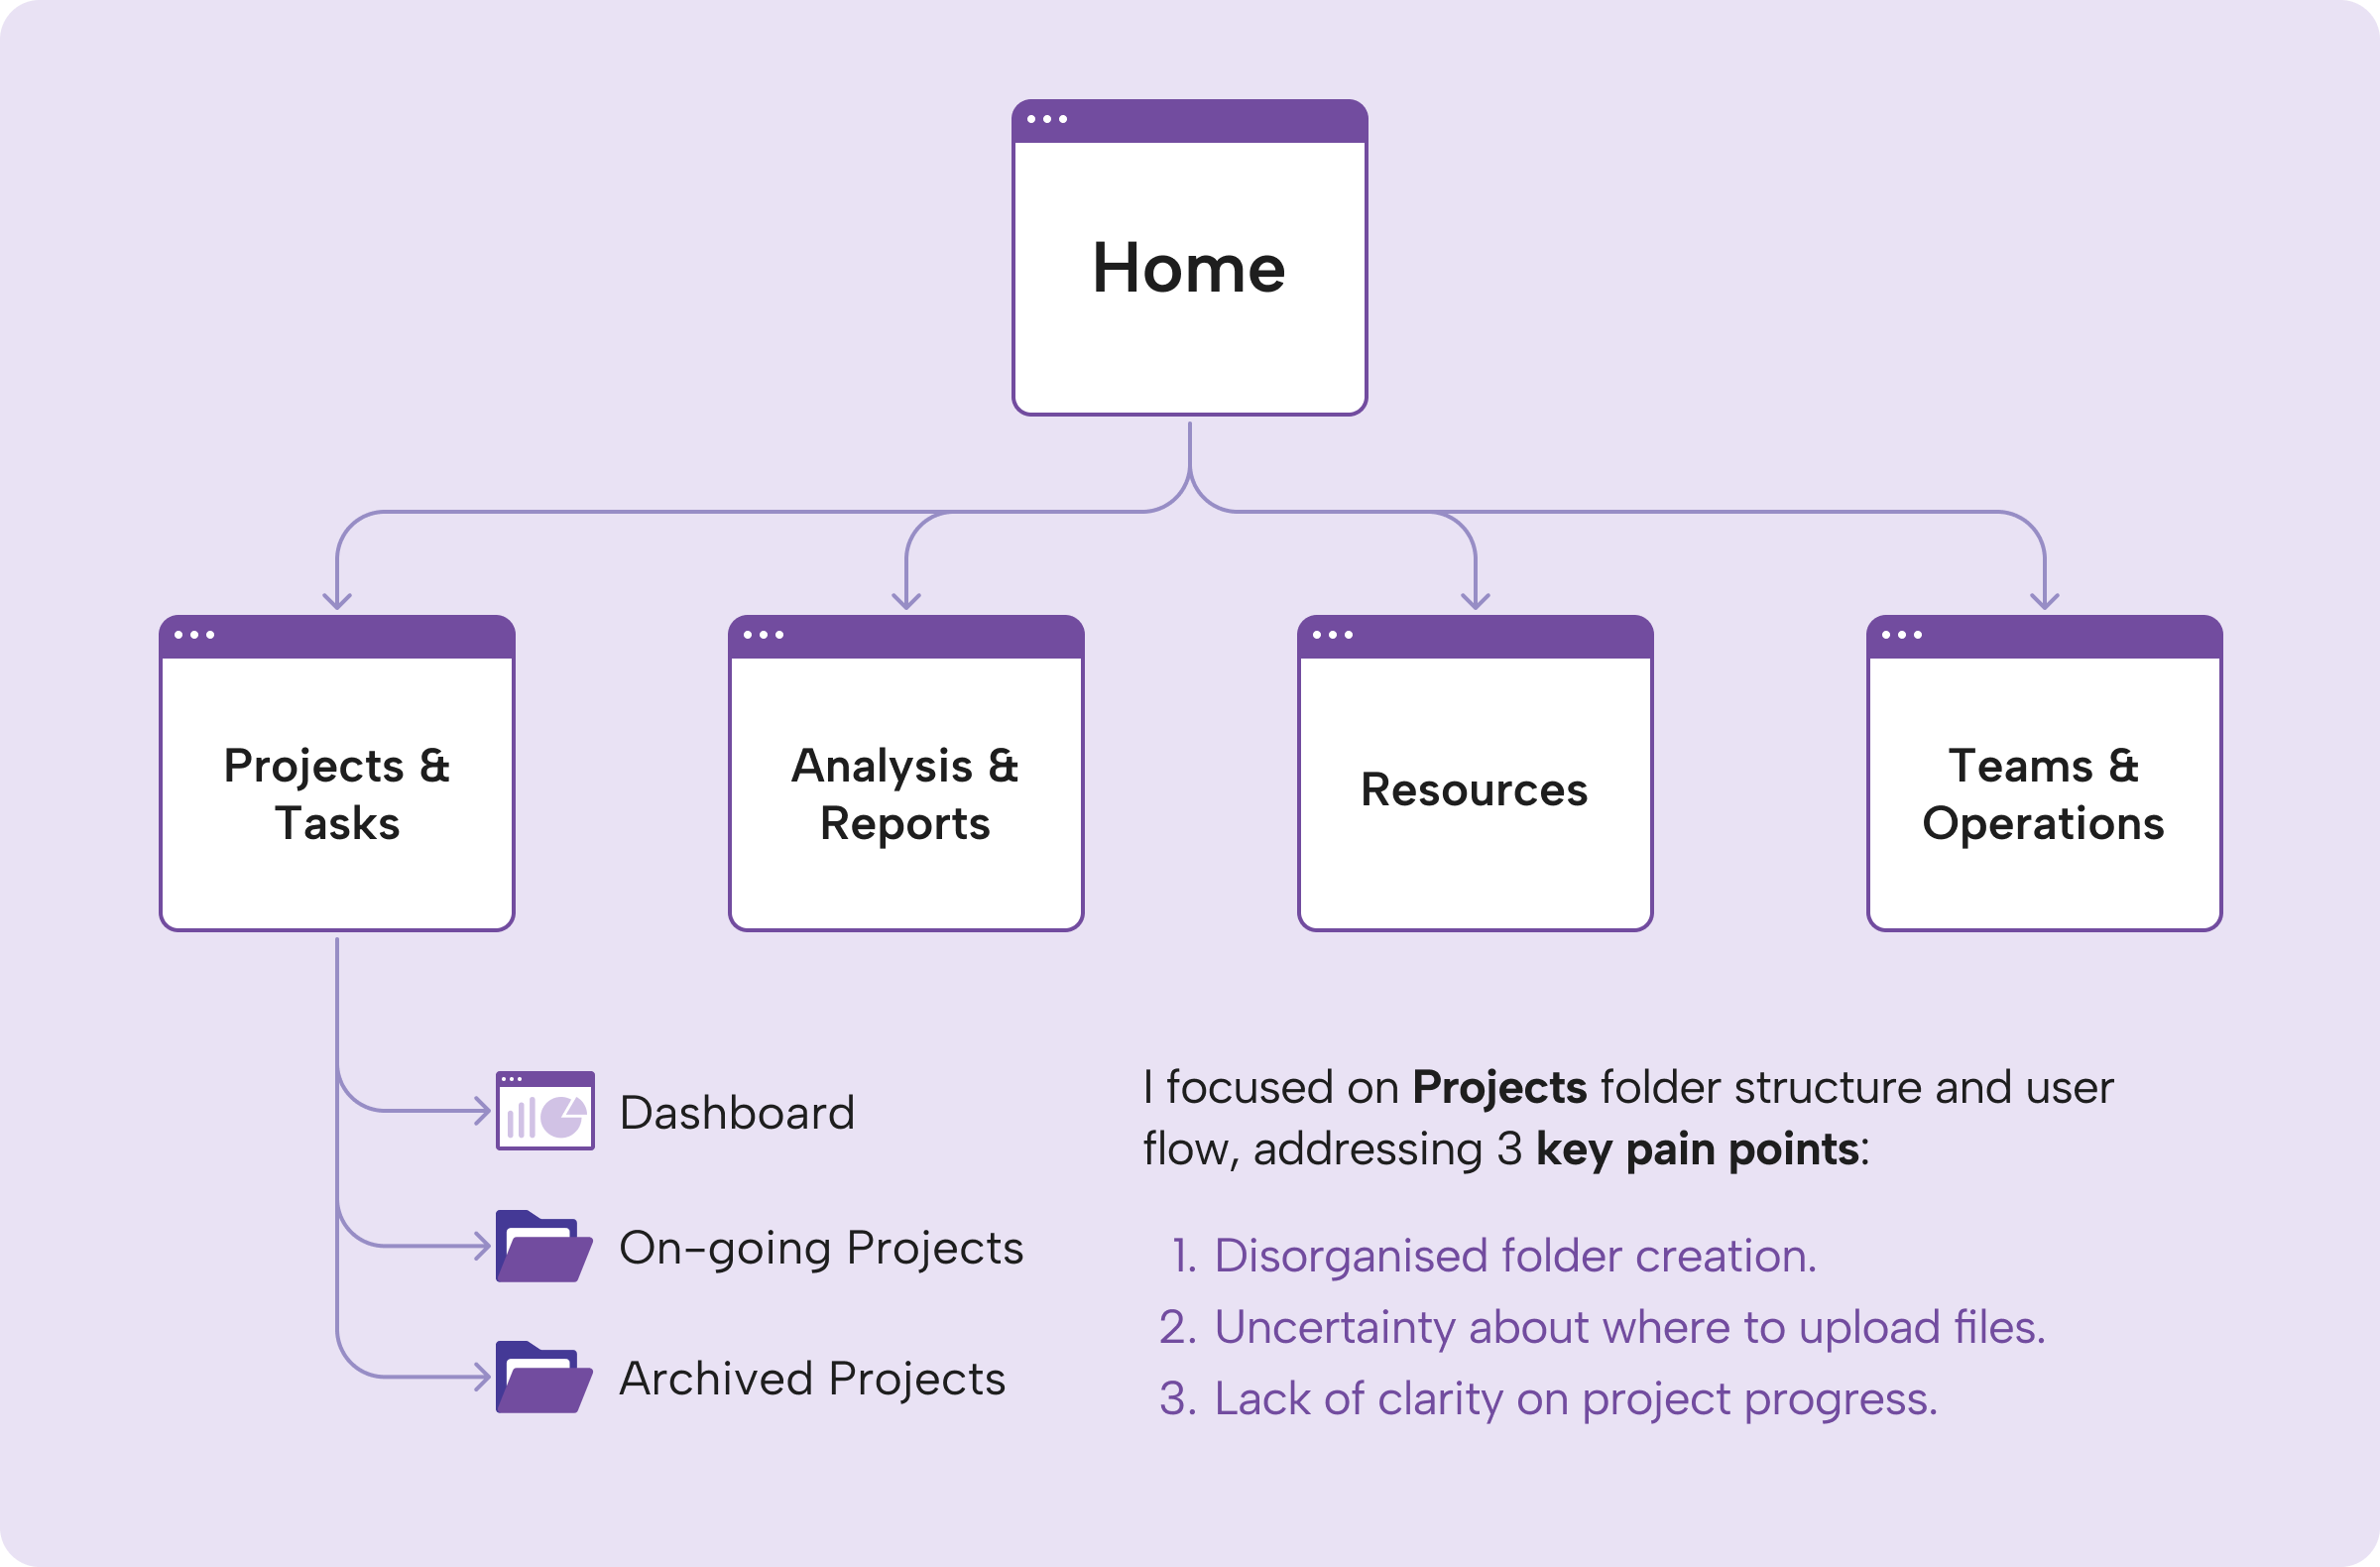 Home
Projects &
Tasks
Analysis &
Reports
Resources
Teams &
Operations
Dashboard
On-going Projects
Archived Projects
I focused on Projects folder structure and user
flow, addressing 3 key pain points:
1. Disorganised folder creation.
2. Uncertainty about where to upload files.
3. Lack of clarity on project progress.